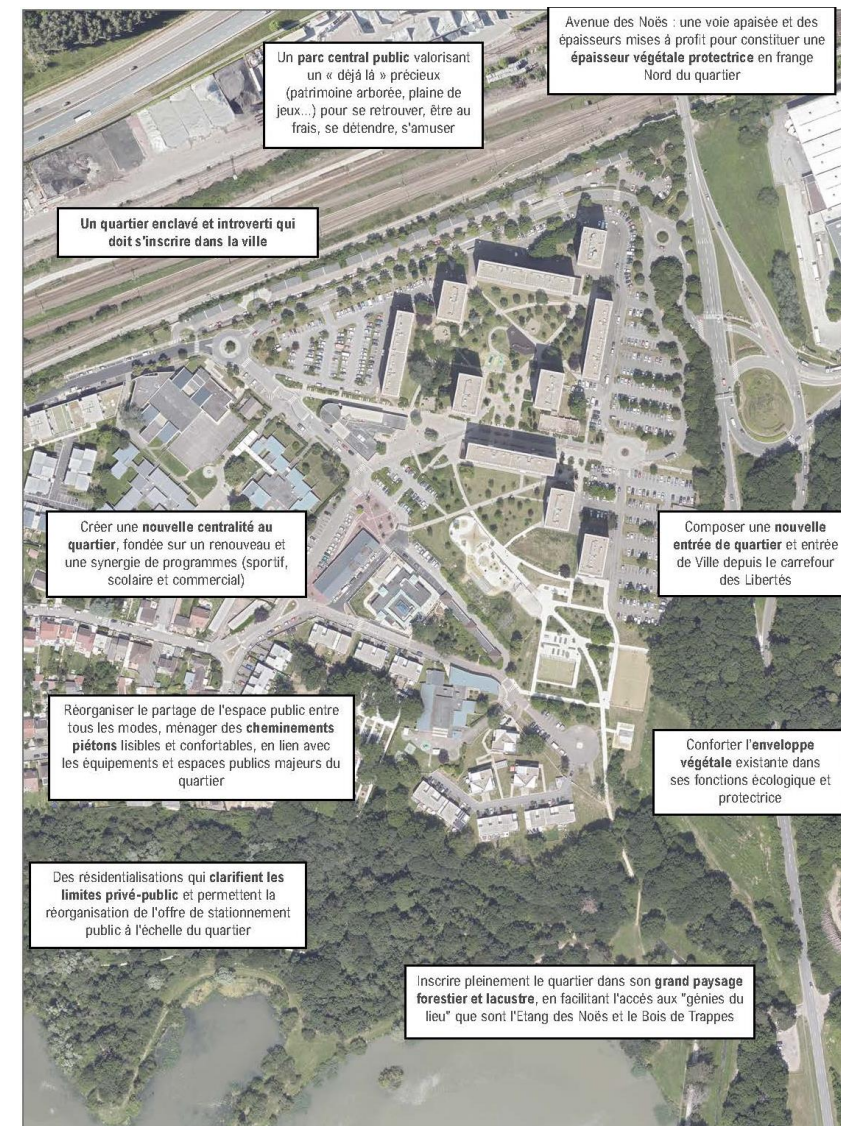 Avenue des Noës : une voie apaisée et des
épaisseurs mises à profit pour constituer une
épaisseur végétale protectrice en frange
Nord du quartier
Un parc central public valorisant
un « déjà là » précieux
(patrimoine arborée, plaine de
jeux...) pour se retrouver, être au
frais, se détendre, s'amuser
Un quartier enclavé et introverti qui
doit s'inscrire dans la ville
Créer une nouvelle centralité au
quartier, fondée sur un renouveau et
une synergie de programmes (sportif,
scolaire et commercial)
Composer une nouvelle
entrée de quartier et entrée
de Ville depuis le carrefour
des Libertés
Réorganiser le partage de l'espace public entre
tous les modes, ménager des cheminements
piétons lisibles et confortables, en lien avec
les équipements et espaces publics majeurs du
quartier
Conforter l'enveloppe
végétale existante dans
ses fonctions écologique et
protectrice
Des résidentialisations qui clarifient les
limites privé-public et permettent la
réorganisation de l'offre de stationnement
public à l'échelle du quartier
Inscrire pleinement le quartier dans son grand paysage
forestier et lacustre, en facilitant l'accès aux "génies du
lieu" que sont l'Etang des Noës et le Bois de Trappes